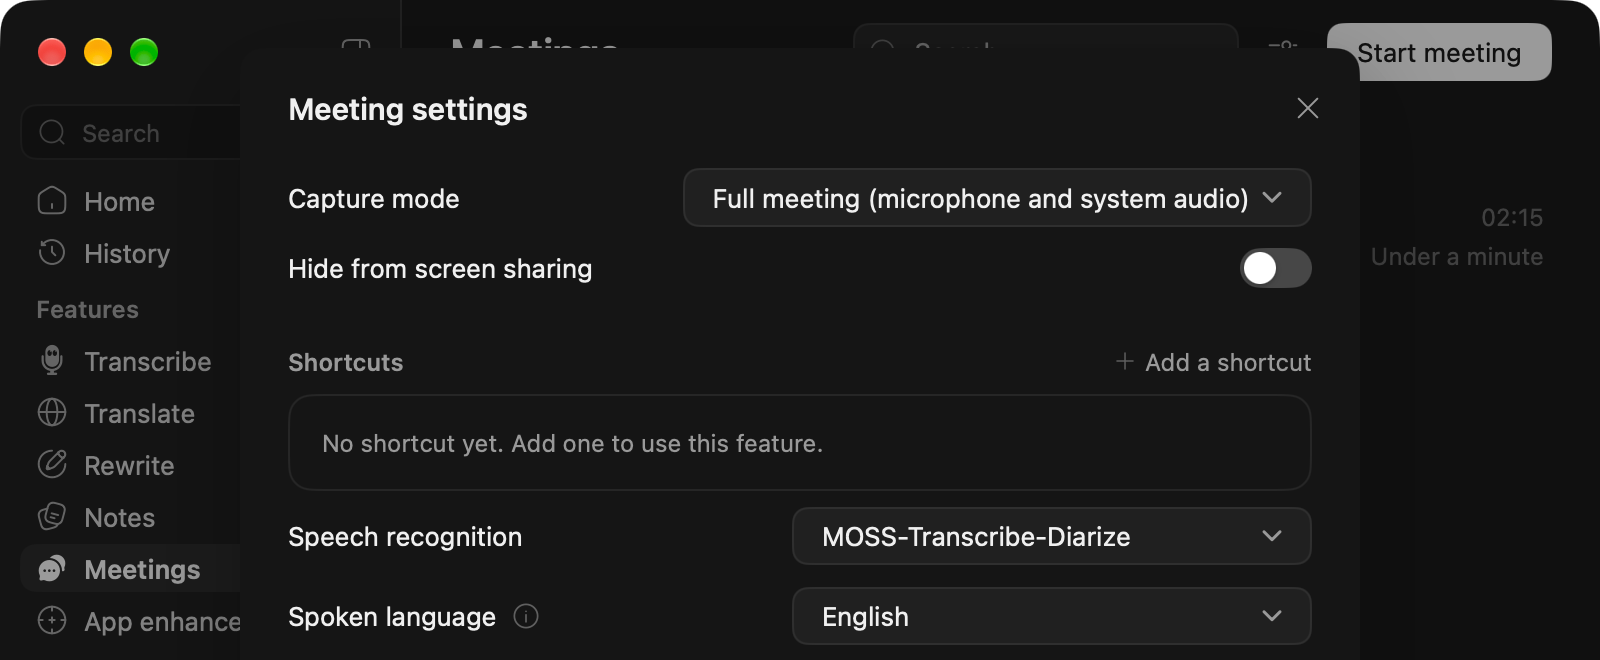 Meetings
Search
Start meeting
Meeting settings
Search
Capture mode
Full meeting (microphone and system audio)
Home
02:15
History
Hide from screen sharing
Under a minute
Features
Shortcuts
Add a shortcut
Transcribe
Translate
No shortcut yet. Add one to use this feature.
Rewrite
Notes
Speech recognition
MOSS-Transcribe-Diarize
Meetings
App enhance
Spoken language
English